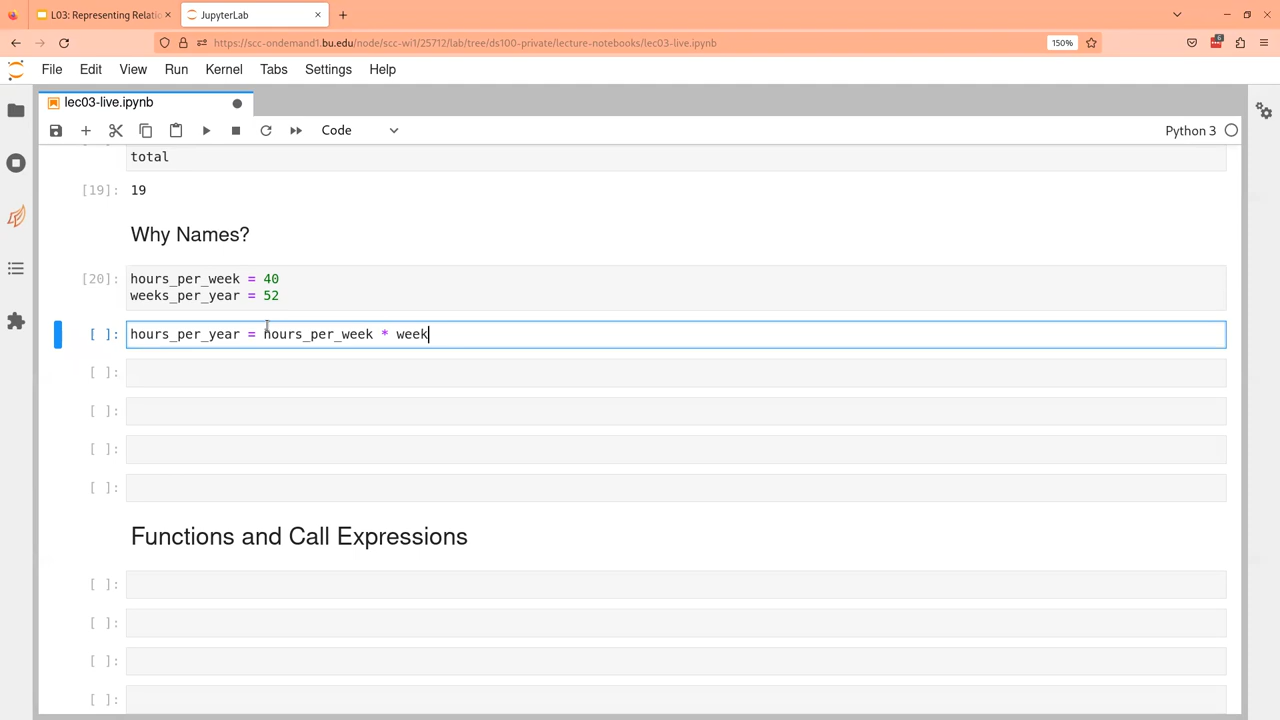 L03: Representing Relati
JupyterLab
https://scc-ondemand1.bu.edu/node/scc-wi1/25712/lab/tree/ds100-private/lecture-notebooks/lec03-live.ipynb
150%
6
File Edit View Run Kernel Tabs Settings Help
lec03-live.ipynb
Code
Python 3
total
[19]: 19
Why Names?
[20]: hours_per_week = 40
weeks_per_year = 52
[ ]: hours_per_year = hours_per_week * week
[ ]:
[ ]:
[ ]:
[ ]:
Functions and Call Expressions
[ ]:
[ ]:
[ ]:
[ ]: